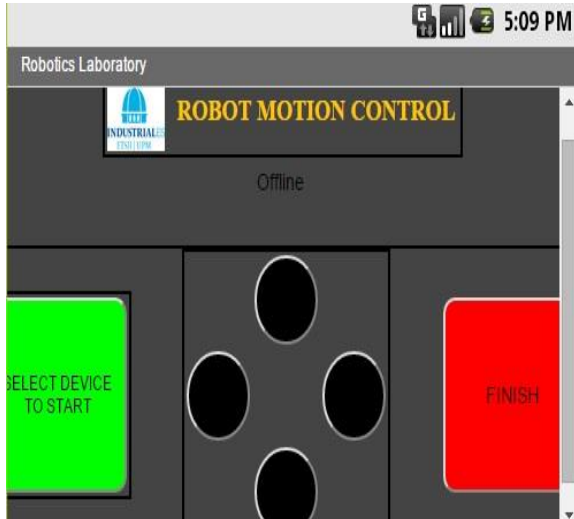 G
5:09 PM
Robotics Laboratory
ROBOT MOTION CONTROL
INDUSTRIALES
ETSII | UPM
Offline
SELECT DEVICE
TO START
FINISH